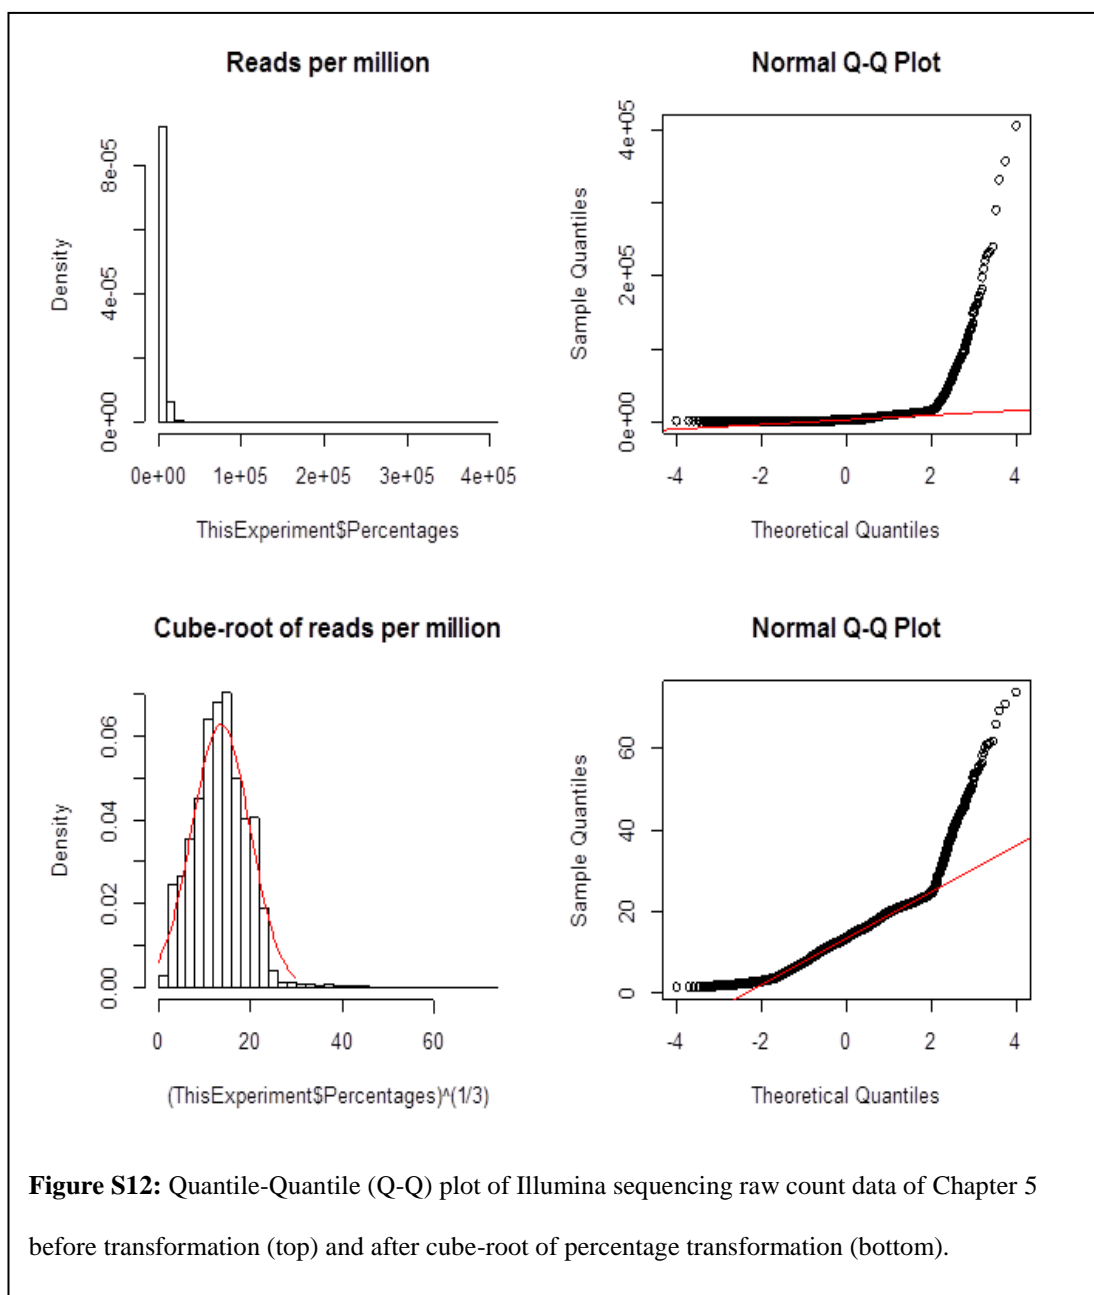 Reads per million
Density
0e+00
4e-05
8e-05
0e+00
1e+05
2e+05
3e+05
4e+05
ThisExperiment$Percentages
Normal Q-Q Plot
Sample Quantiles
0e+00
2e+05
4e+05
-4
-2
0
2
4
Theoretical Quantiles
Cube-root of reads per million
Density
0.00
0.02
0.04
0.06
0
20
40
60
(ThisExperiment$Percentages)^(1/3)
Normal Q-Q Plot
Sample Quantiles
0
20
40
60
-4
-2
0
2
4
Theoretical Quantiles
Figure S12: Quantile-Quantile (Q-Q) plot of Illumina sequencing raw count data of Chapter 5
before transformation (top) and after cube-root of percentage transformation (bottom).